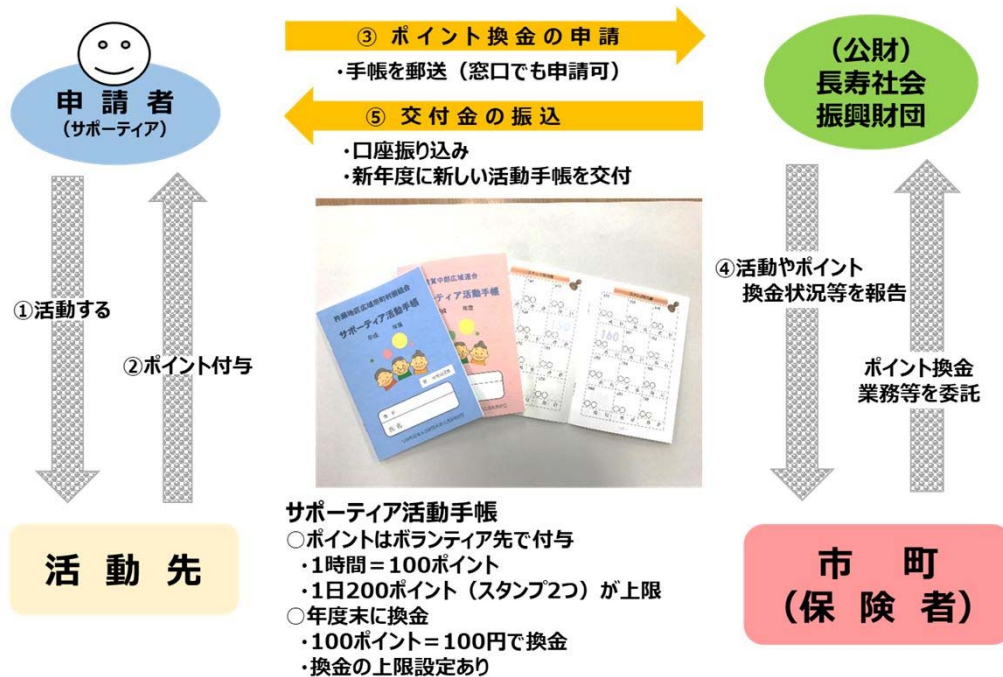 ③ ポイント換金の申請
・手帳を郵送（窓口でも申請可）
申請者
（サポーティア）
（公財）
長寿社会
振興財団
⑤ 交付金の振込
・口座振り込み
・新年度に新しい活動手帳を交付
①活動する
②ポイント付与
サポーティア活動手帳
ティア活動手帳
160
④活動やポイント
換金状況等を報告
ポイント換金
業務等を委託
活動先
サポーティア活動手帳
○ポイントはボランティア先で付与
・1時間＝100ポイント
・1日200ポイント（スタンプ2つ）が上限
○年度末に換金
・100ポイント＝100円で換金
・換金の上限設定あり
市町
（保険者）